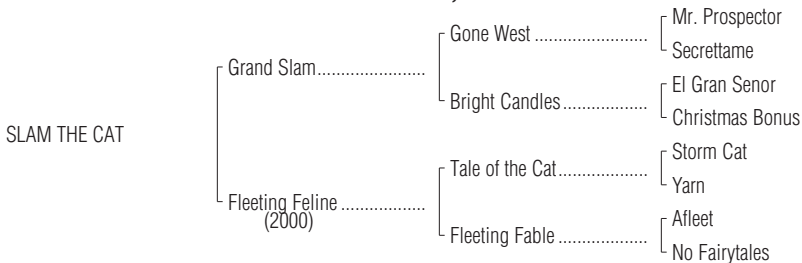 Mr. Prospector
Gone West ........................
Secrettame
Grand Slam.......................
El Gran Senor
Bright Candles..................
Christmas Bonus
SLAM THE CAT
Storm Cat
Tale of the Cat...................
Yarn
Fleeting Feline ..................
(2000)
Afleet
Fleeting Fable ...................
No Fairytales